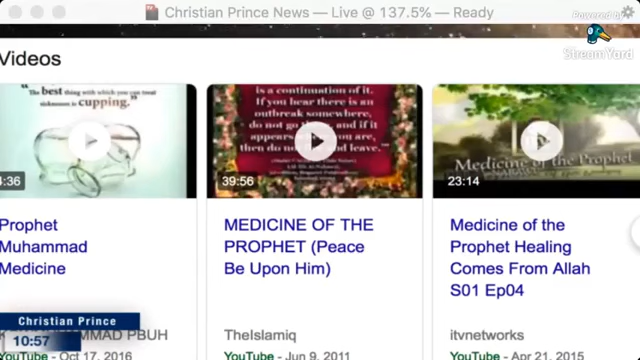 Christian Prince News — Live @ 137.5% — Ready
Powered by
StreamYard
Videos
The best thing with which you can treat
sickness is cupping."
4:36
is a continuation of it.
If you hear there is an
outbreak somewhere,
do not go there, and if it
appears where you are,
then do not flee and leave."
39:56
Medicine of the Prophet
23:14
Prophet
Muhammad
Medicine
MEDICINE OF THE
PROPHET (Peace
Be Upon Him)
Medicine of the
Prophet Healing
Comes From Allah
S01 Ep04
Christian Prince
10:57
MUHAMMAD PBUH
TheIslamiq
itvnetworks
YouTube - Oct 17, 2016
YouTube - Jun 9, 2011
YouTube - Apr 21, 2015